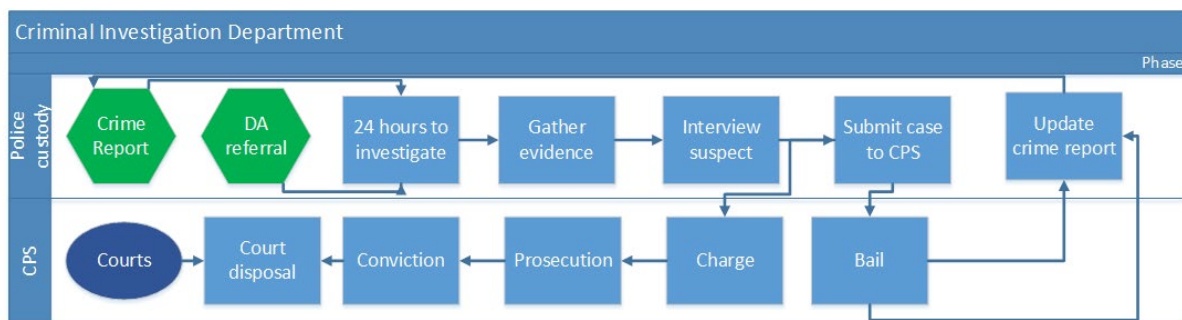 Criminal Investigation Department
Phase
Police
custody
Crime
Report
DA
referral
24 hours to
investigate
Gather
evidence
Interview
suspect
Submit case
to CPS
Update
crime report
CPS
Courts
Court
disposal
Conviction
Prosecution
Charge
Bail